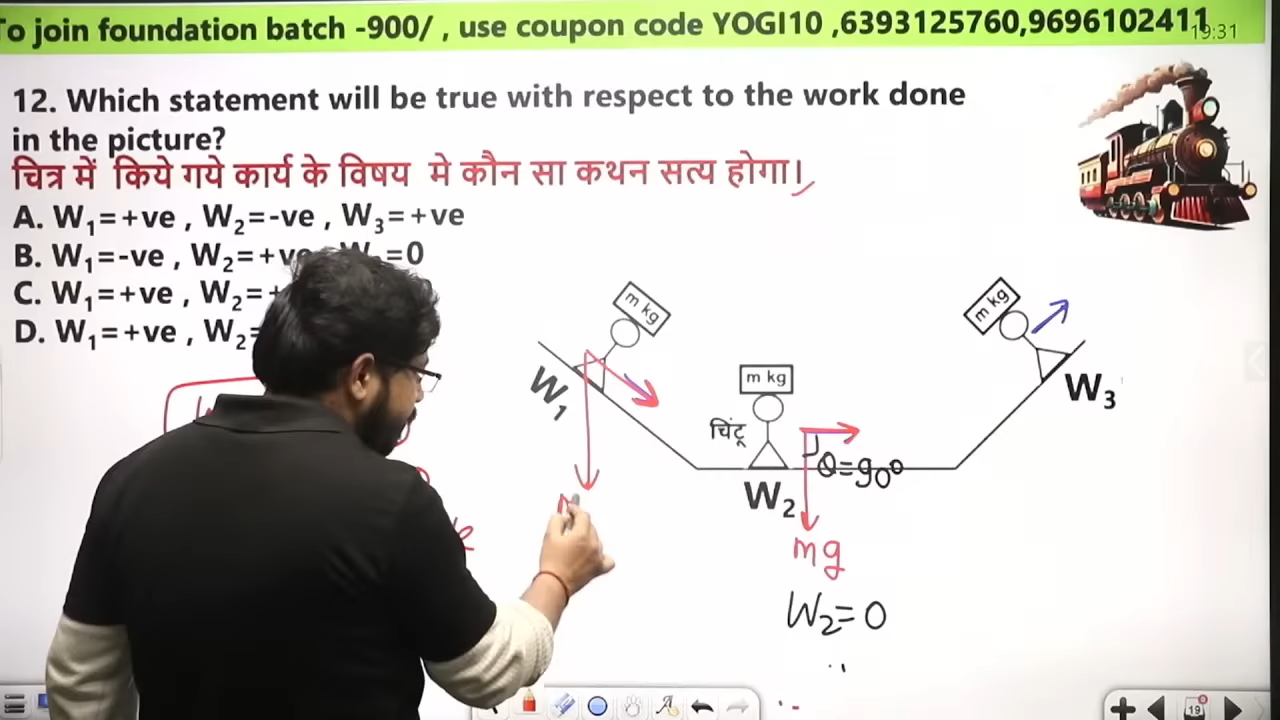 To join foundation batch -900/ , use coupon code YOGI10 ,6393125760,9696102411
19:31
12. Which statement will be true with respect to the work done
in the picture?
चित्र में किये गये कार्य के विषय मे कौन सा कथन सत्य होगा।
A. W₁=+ve , W₂=-ve , W₃=+ve
B. W₁=-ve , W₂=+ve =0
C. W₁=+ve , W₂=
D. W₁=+ve , W₂=
m kg
m kg
m kg
W₁
W₃
चिंटू
θ=90°
W₂
mg
W₂=0
19